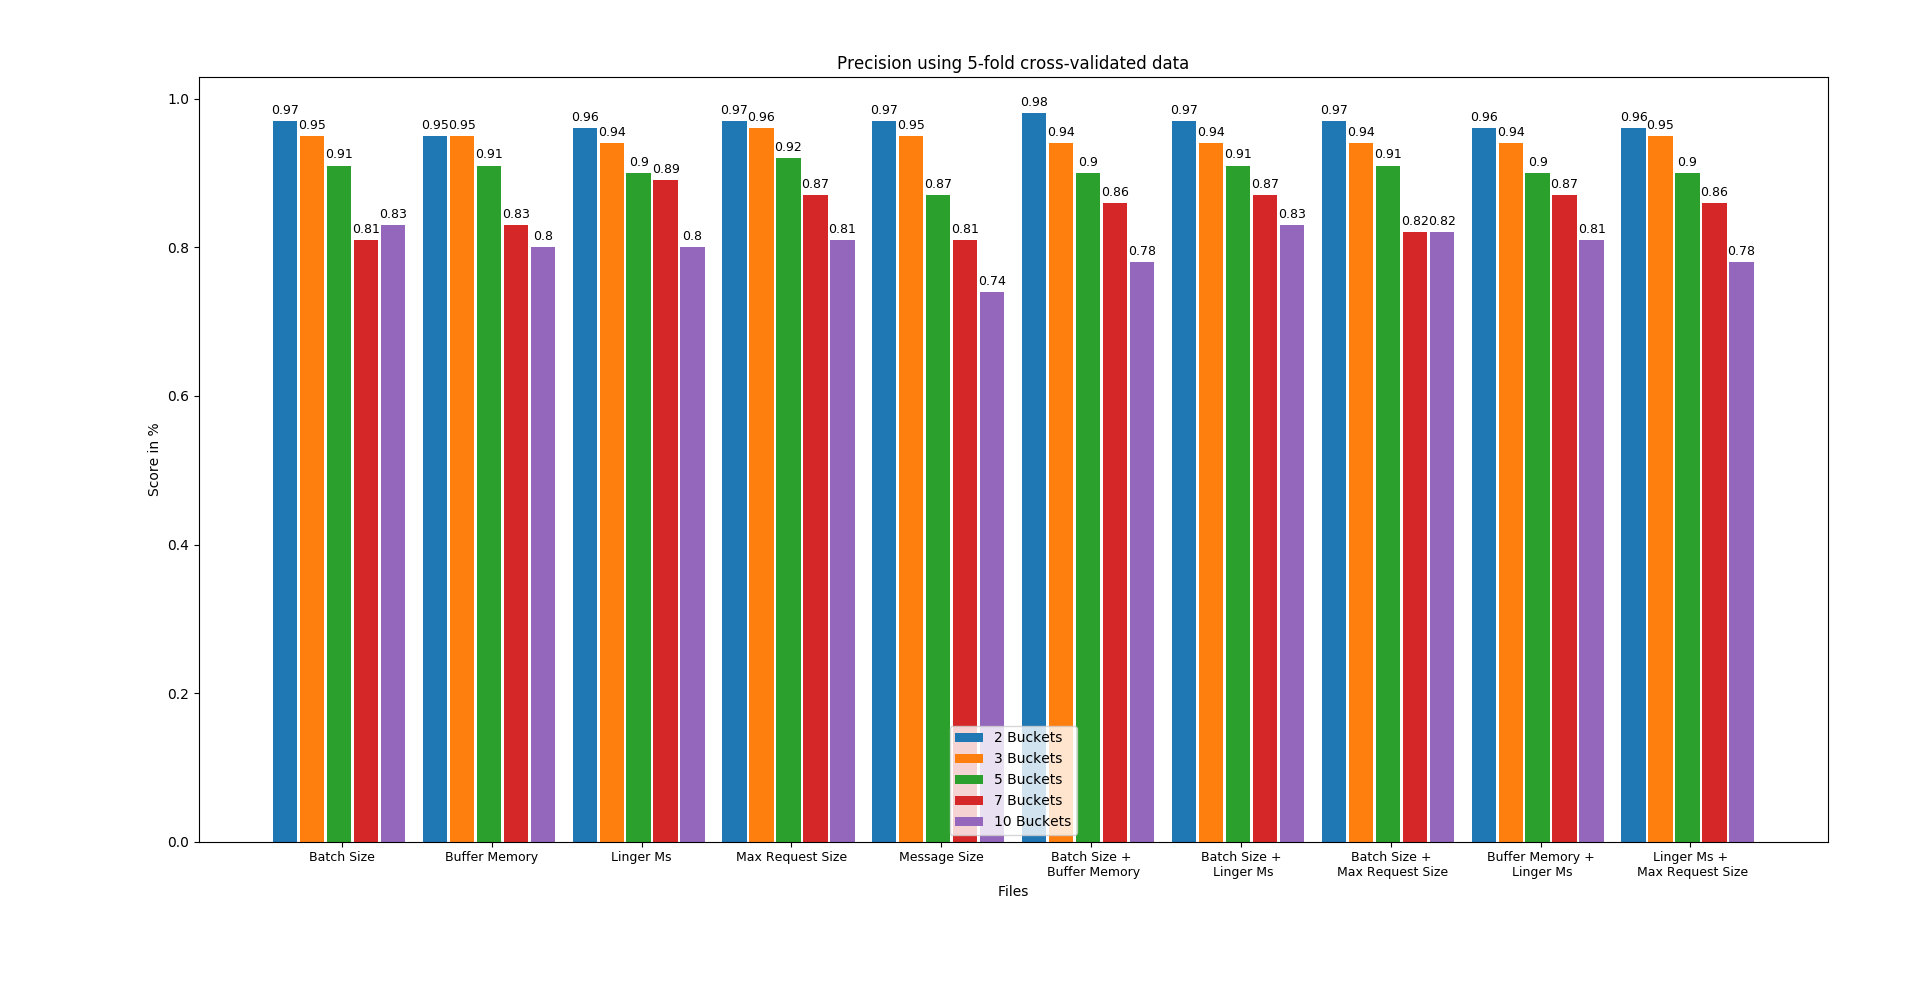 Precision using 5-fold cross-validated data
1.0
0.8
0.6
0.4
0.2
0.0
Score in %
0.97 0.95 0.91 0.81 0.83
0.95 0.95 0.91 0.83 0.8
0.96 0.94 0.9 0.89 0.8
0.97 0.96 0.92 0.87 0.81
0.97 0.95 0.87 0.81 0.74
0.98 0.94 0.9 0.86 0.78
0.97 0.94 0.91 0.87 0.83
0.97 0.94 0.91 0.82 0.82
0.96 0.94 0.9 0.87 0.81
0.96 0.95 0.9 0.86 0.78
2 Buckets
3 Buckets
5 Buckets
7 Buckets
10 Buckets
Batch Size
Buffer Memory
Linger Ms
Max Request Size
Message Size
Batch Size +
Buffer Memory
Batch Size +
Linger Ms
Batch Size +
Max Request Size
Buffer Memory +
Linger Ms
Linger Ms +
Max Request Size
Files